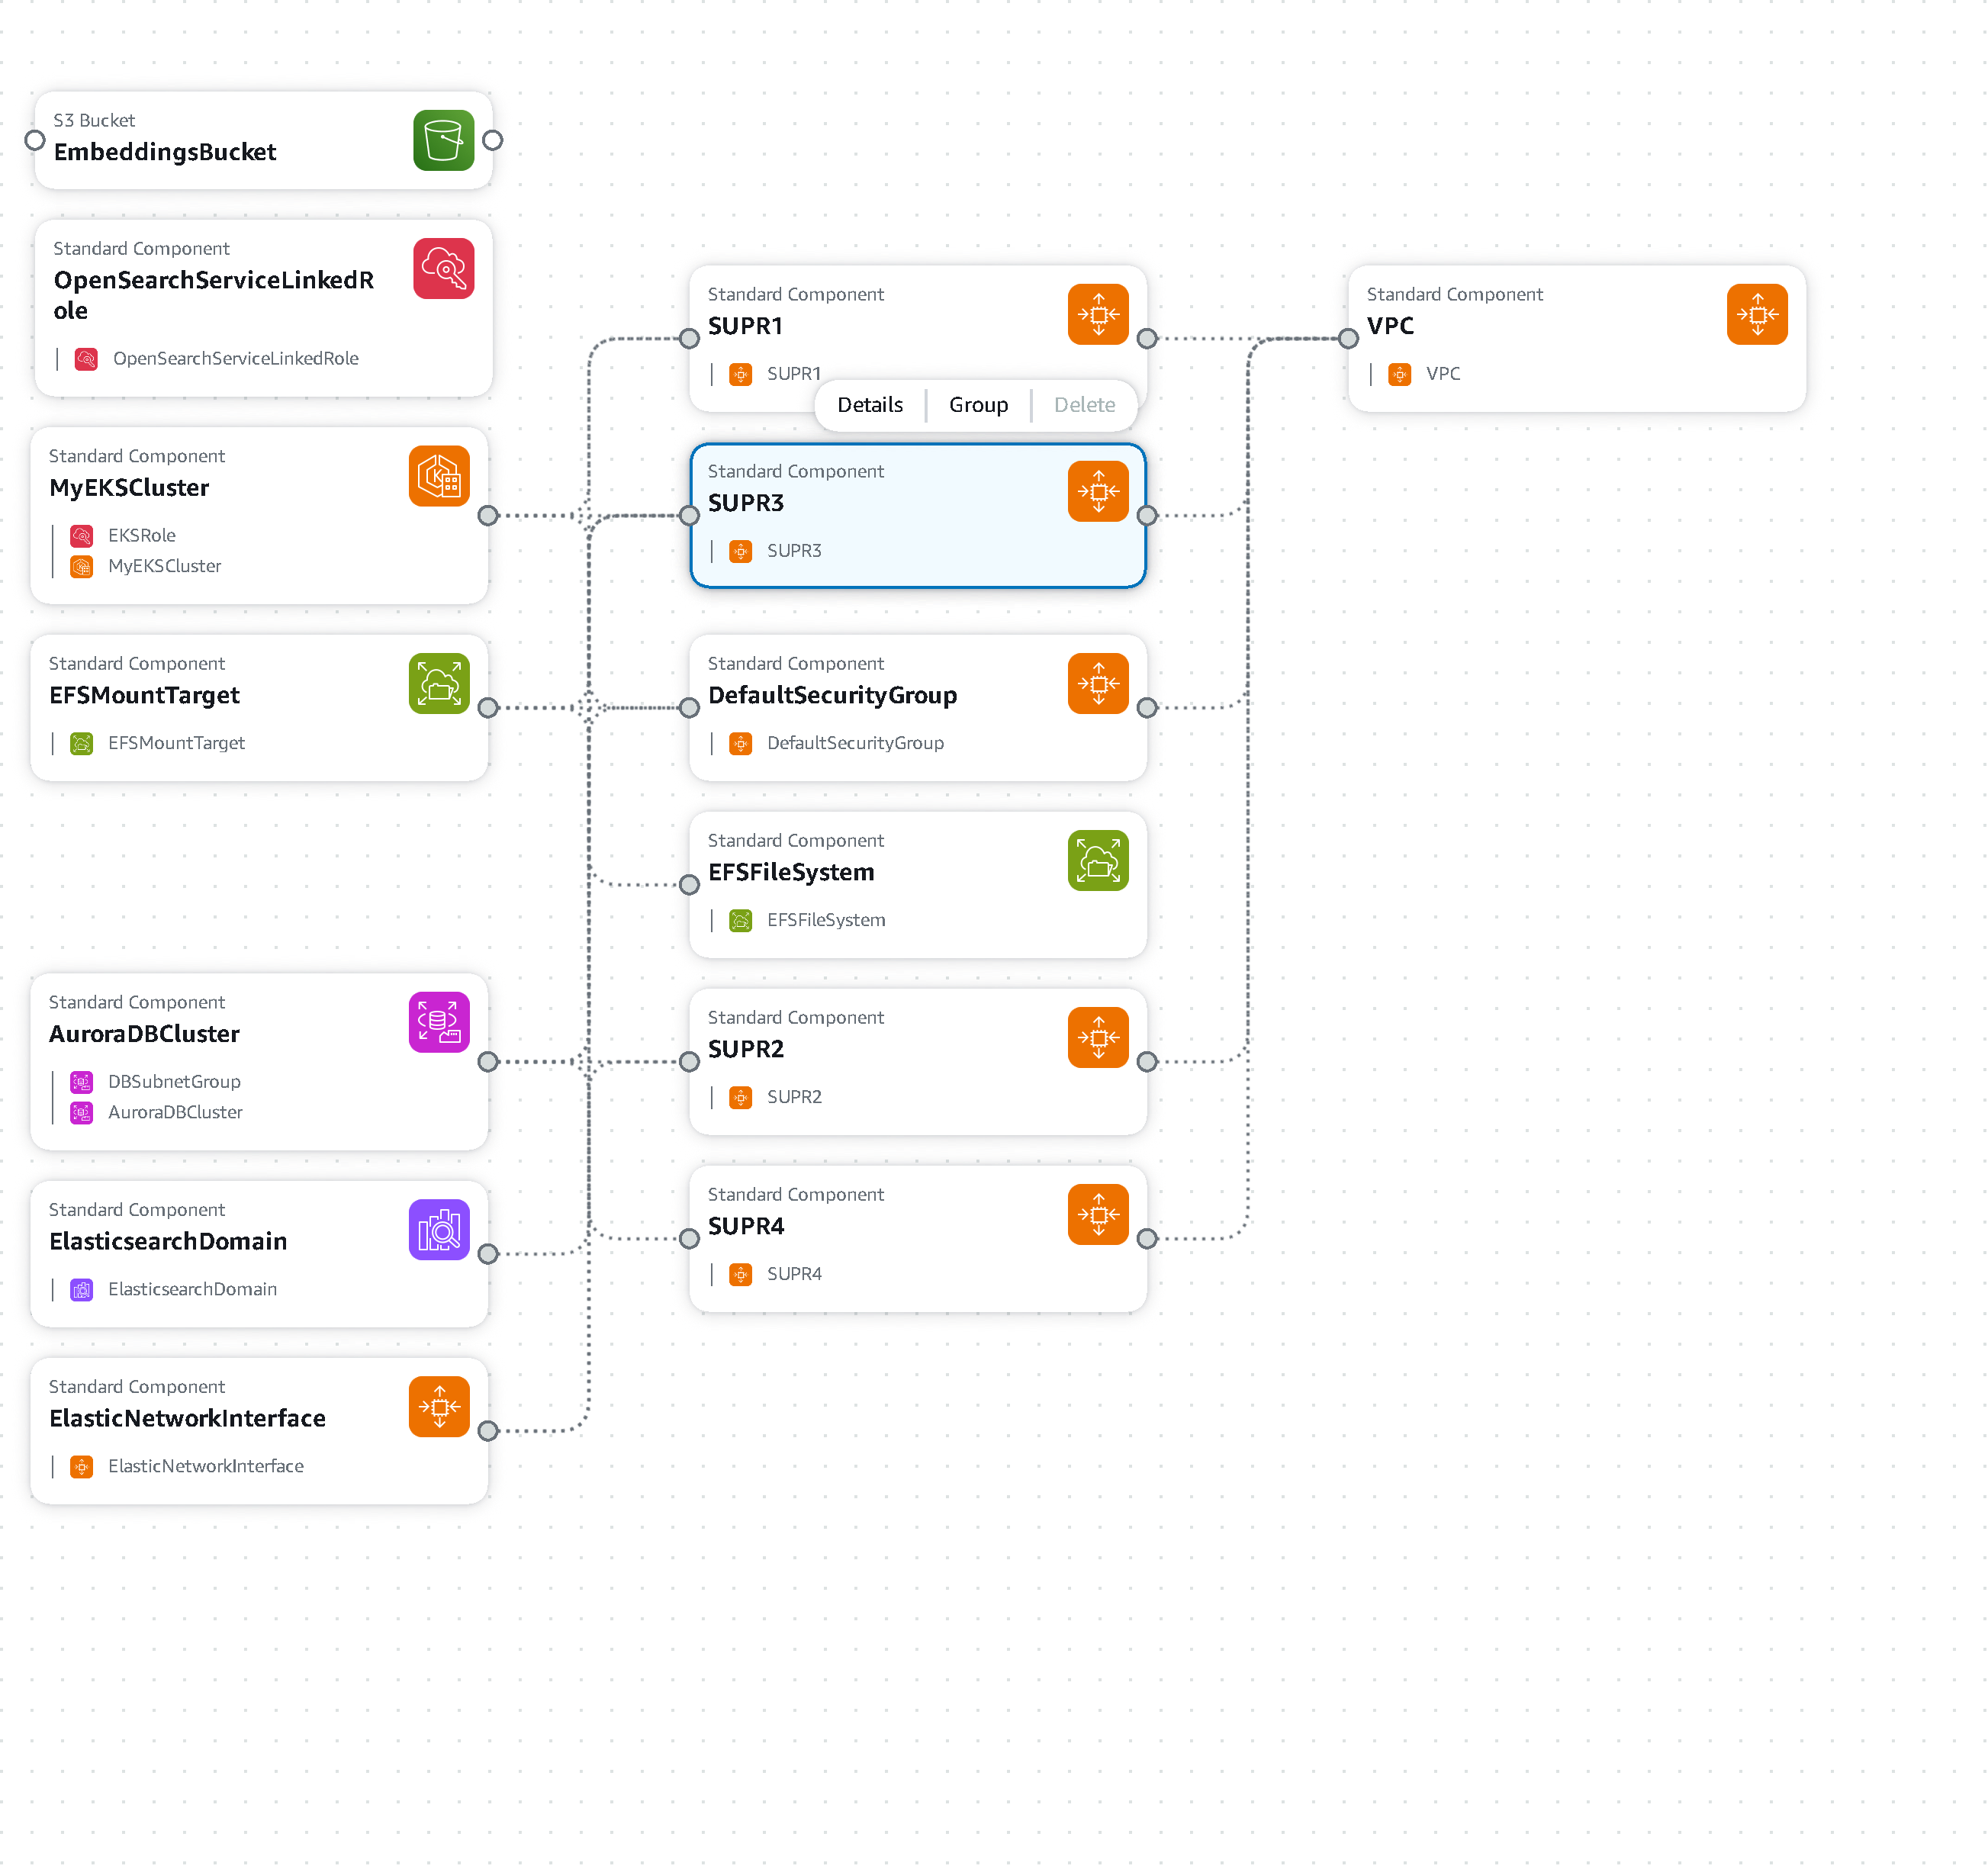 S3 Bucket
EmbeddingsBucket
Standard Component
OpenSearchServiceLinkedR
ole
OpenSearchServiceLinkedRole
Standard Component
MyEKSCluster
EKSRole
MyEKSCluster
Standard Component
EFSMountTarget
EFSMountTarget
Standard Component
AuroraDBCluster
DBSubnetGroup
AuroraDBCluster
Standard Component
ElasticsearchDomain
ElasticsearchDomain
Standard Component
ElasticNetworkInterface
ElasticNetworkInterface
Standard Component
SUPR1
SUPR1
Details Group Delete
Standard Component
SUPR3
SUPR3
Standard Component
DefaultSecurityGroup
DefaultSecurityGroup
Standard Component
EFSFileSystem
EFSFileSystem
Standard Component
SUPR2
SUPR2
Standard Component
SUPR4
SUPR4
Standard Component
VPC
VPC